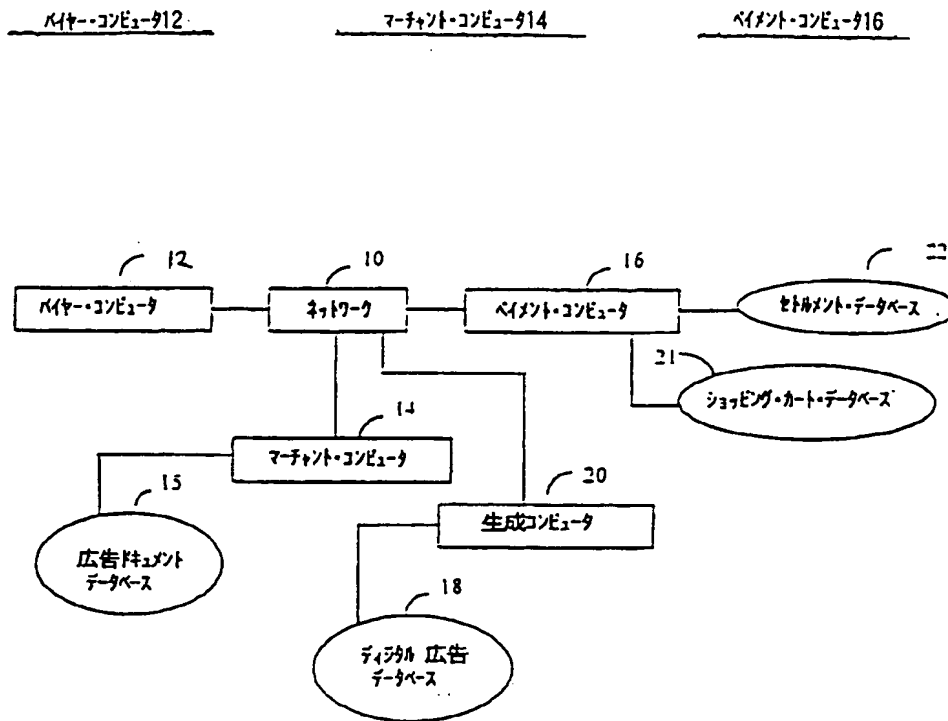 バイヤー・コンピュータ12
マーチャント・コンピュータ14
ペイメント・コンピュータ16
12
10
16
22
バイヤー・コンピュータ
ネットワーク
ペイメント・コンピュータ
セトルメント・データベース
21
ショッピング・カート・データベース
14
マーチャント・コンピュータ
15
20
広告ドキュメント
データベース
生成コンピュータ
18
ディジタル 広告
データベース